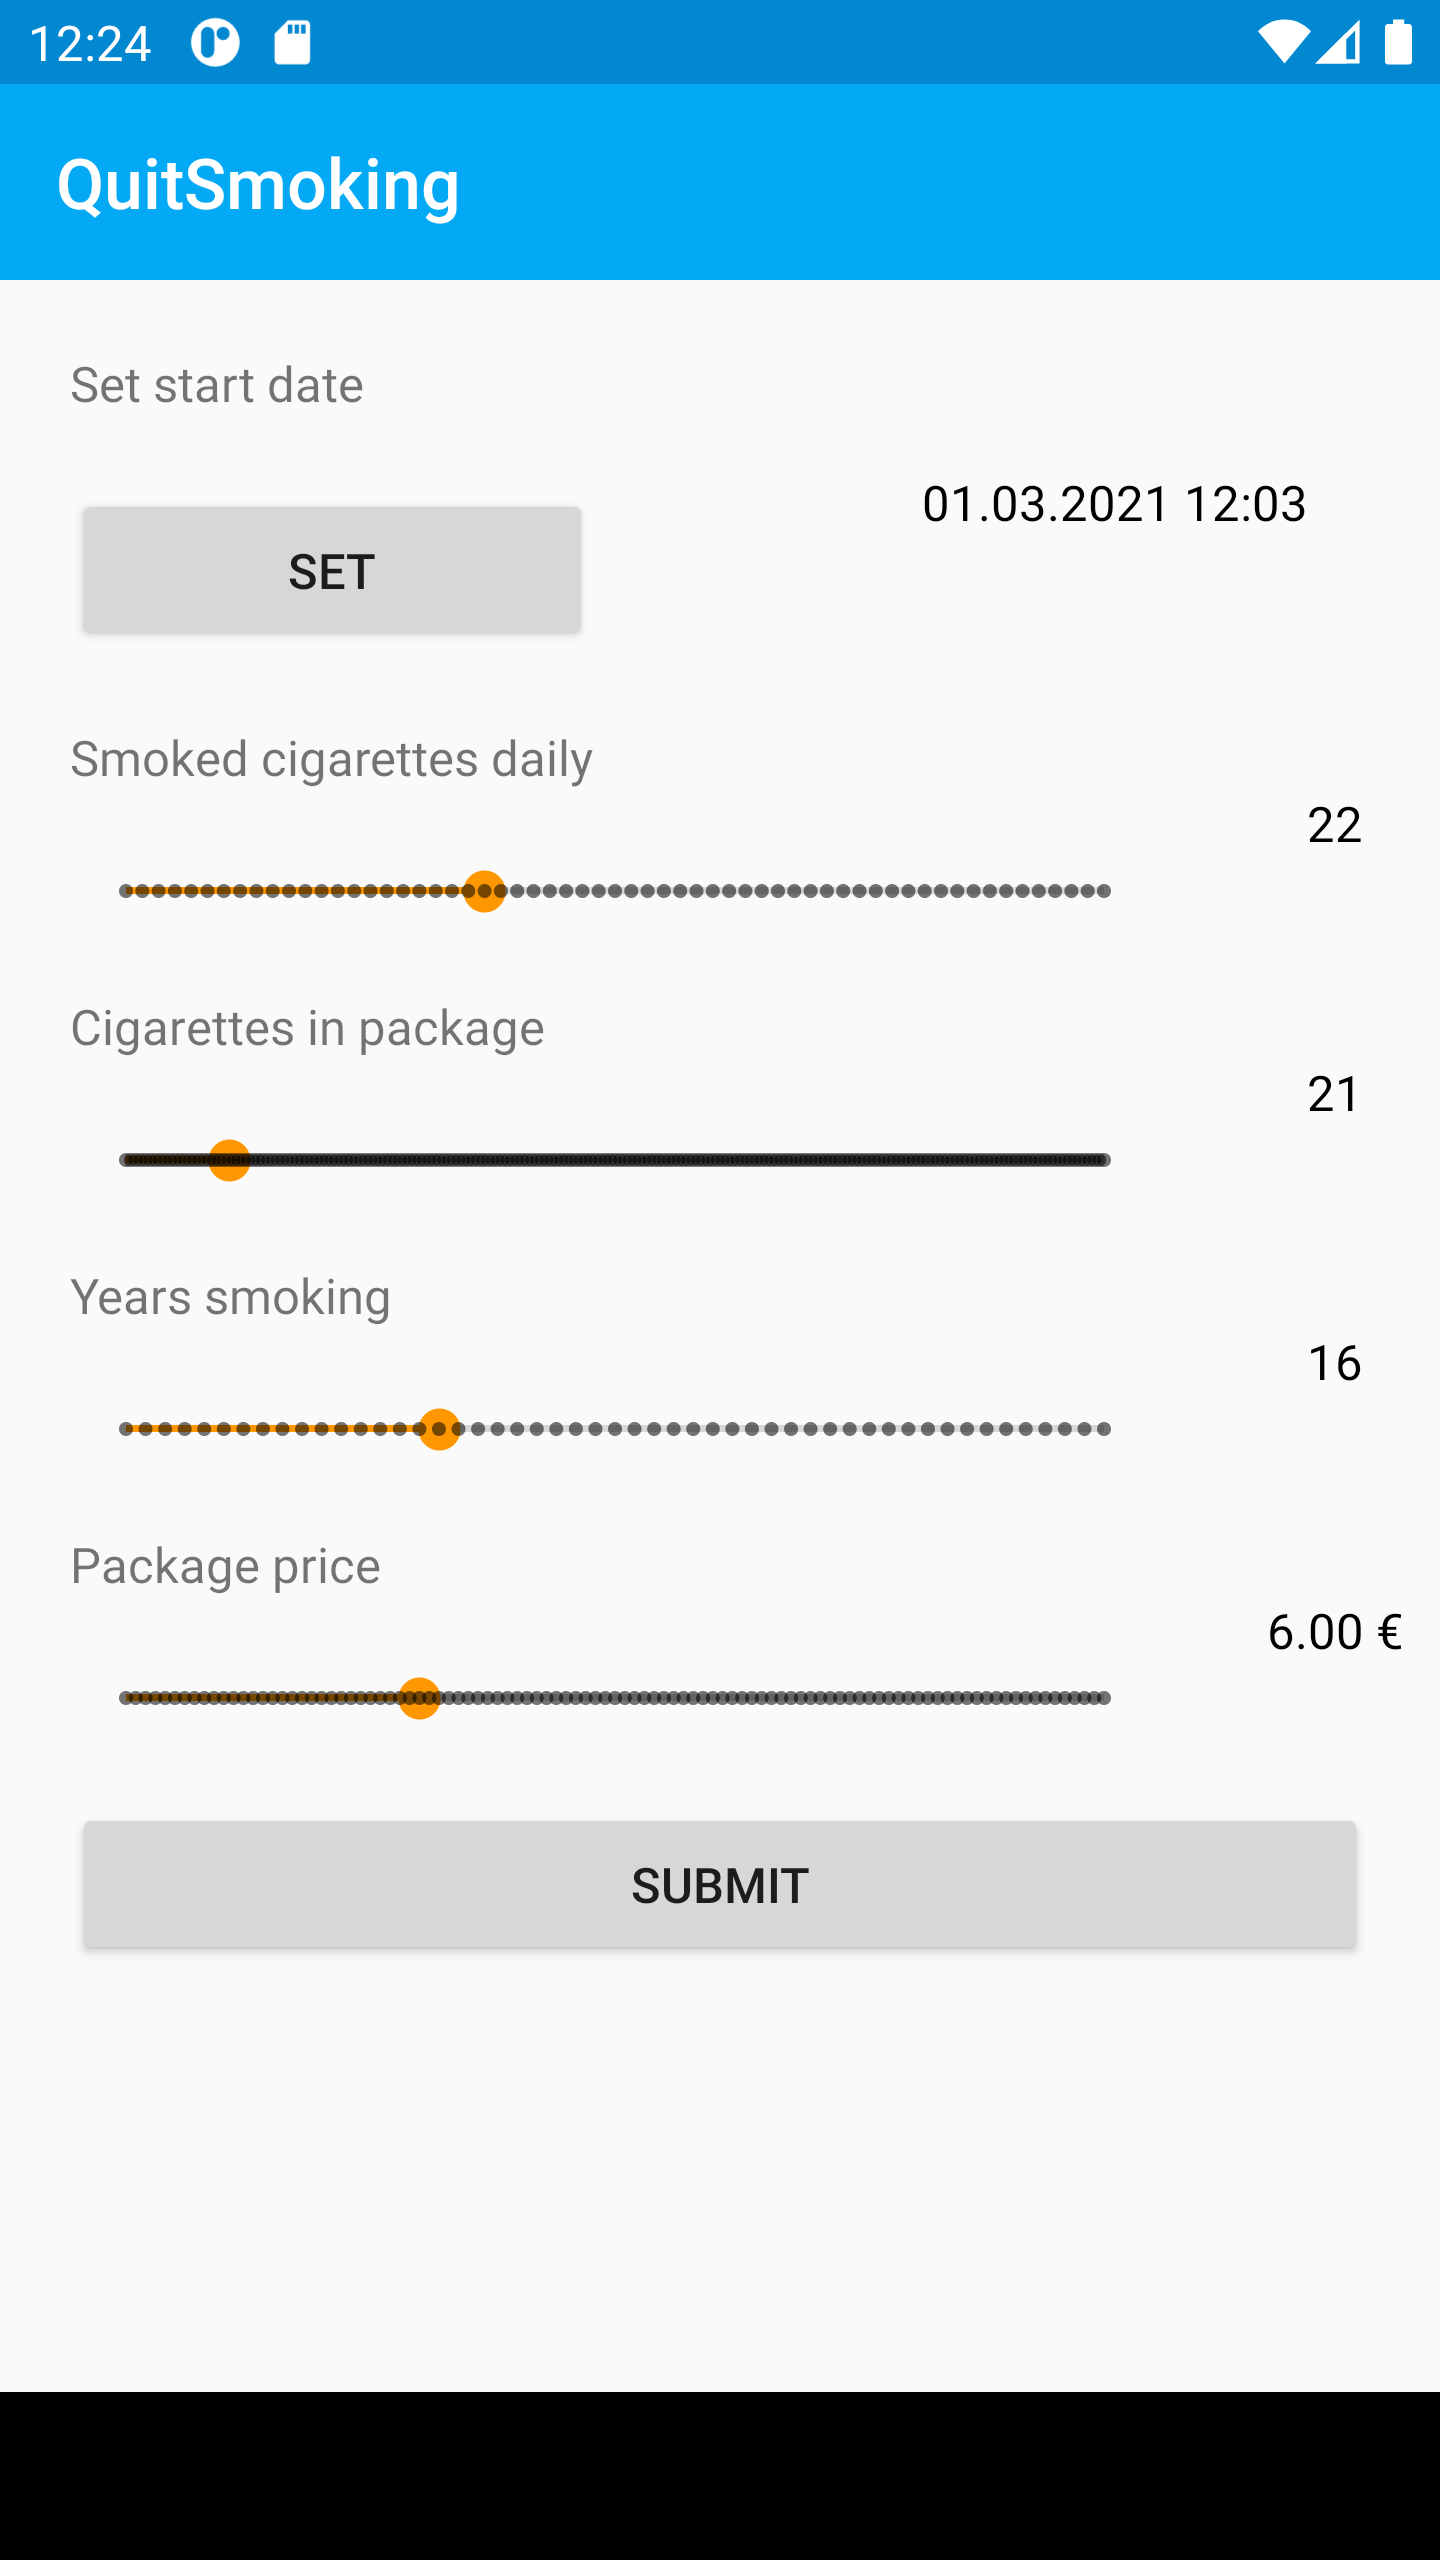 12:24
QuitSmoking
Set start date
01.03.2021 12:03
SET
Smoked cigarettes daily
22
Cigarettes in package
21
Years smoking
16
Package price
6.00 €
SUBMIT